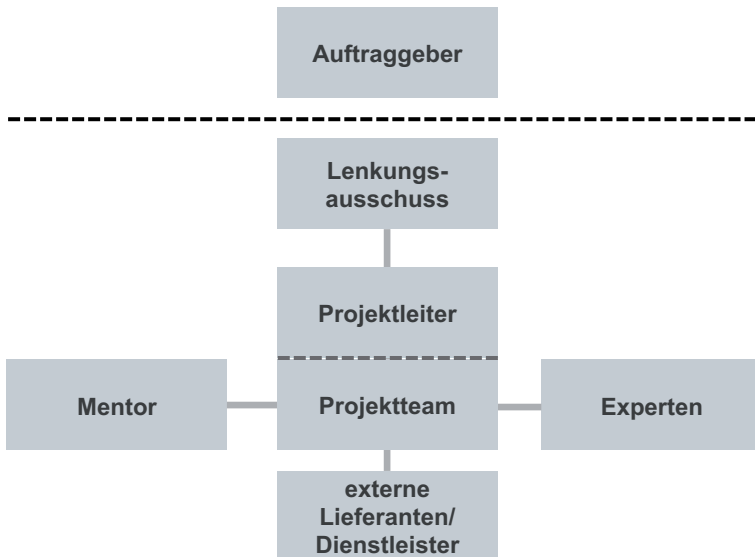 Auftraggeber
Lenkungs-
ausschuss
Projektleiter
Mentor
Projektteam
Experten
externe
Lieferanten/
Dienstleister